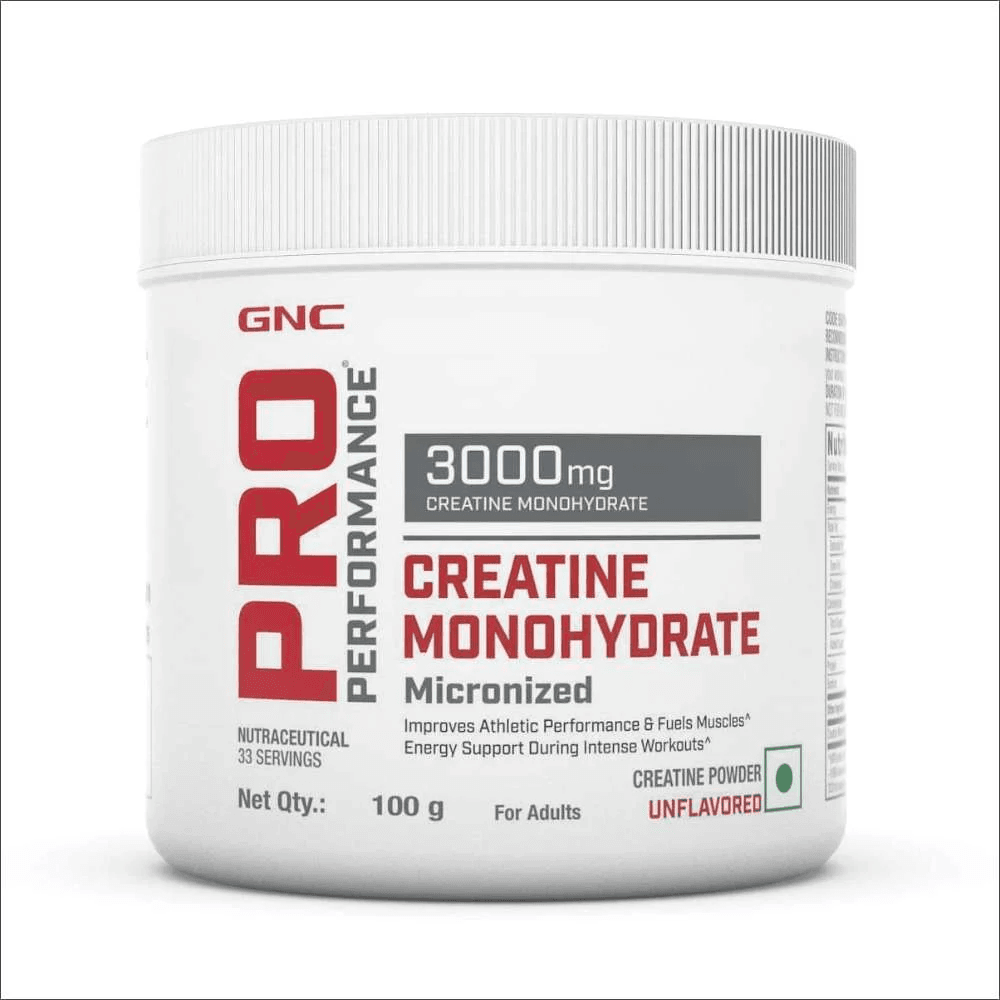 GNC
PRO
PERFORMANCE®
3000mg
CREATINE MONOHYDRATE
CREATINE
MONOHYDRATE
Micronized
Improves Athletic Performance & Fuels Muscles^
Energy Support During Intense Workouts^
NUTRACEUTICAL
33 SERVINGS
Net Qty.: 100 g
For Adults
CREATINE POWDER
UNFLAVORED